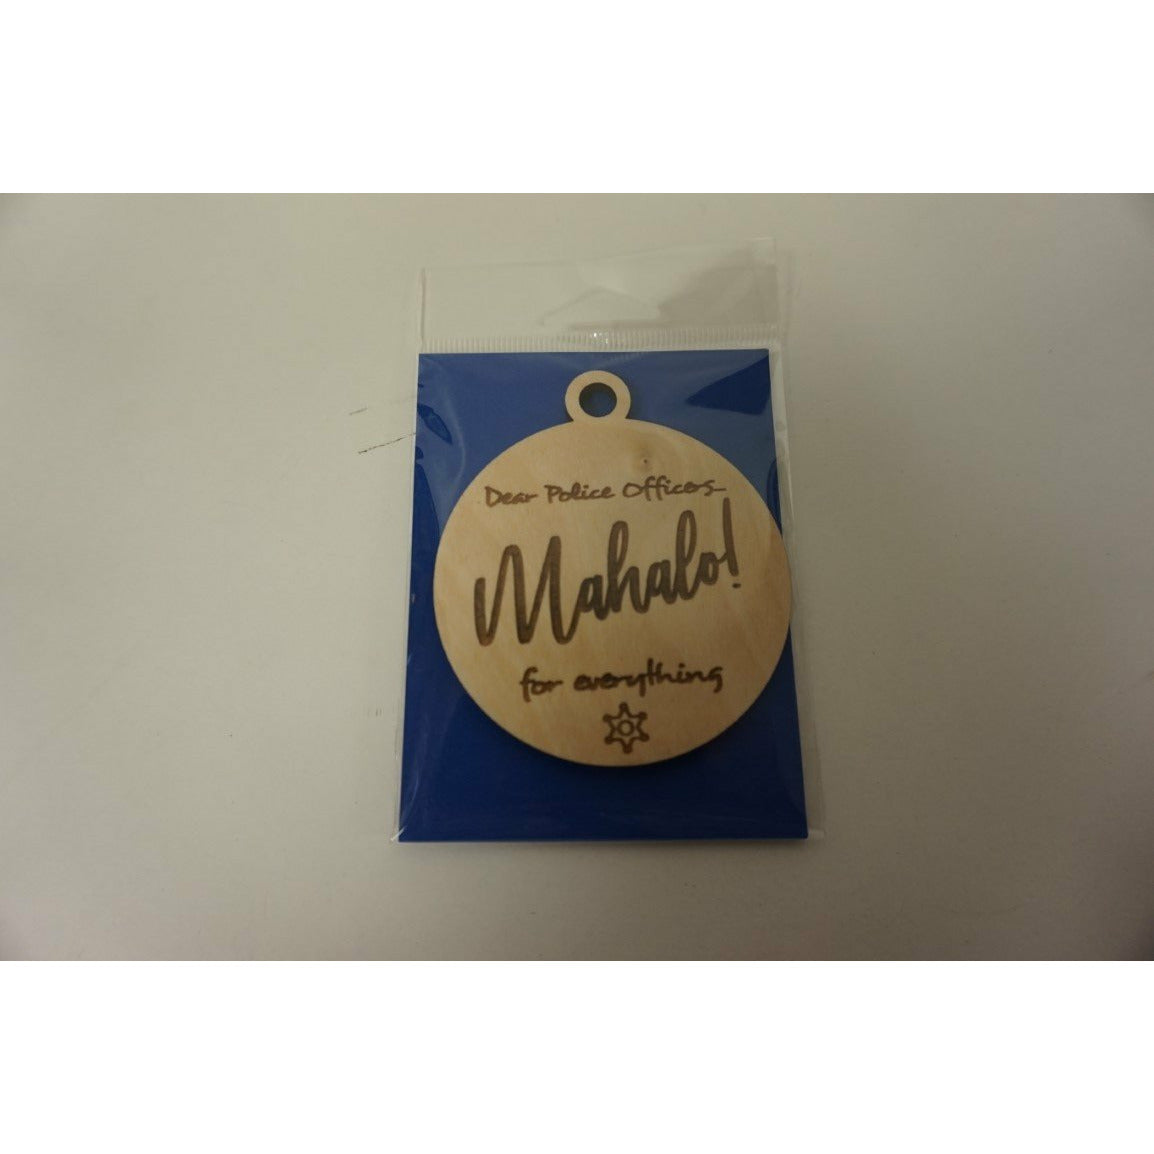 Dear Police Officers...
Mahalo!
for everything